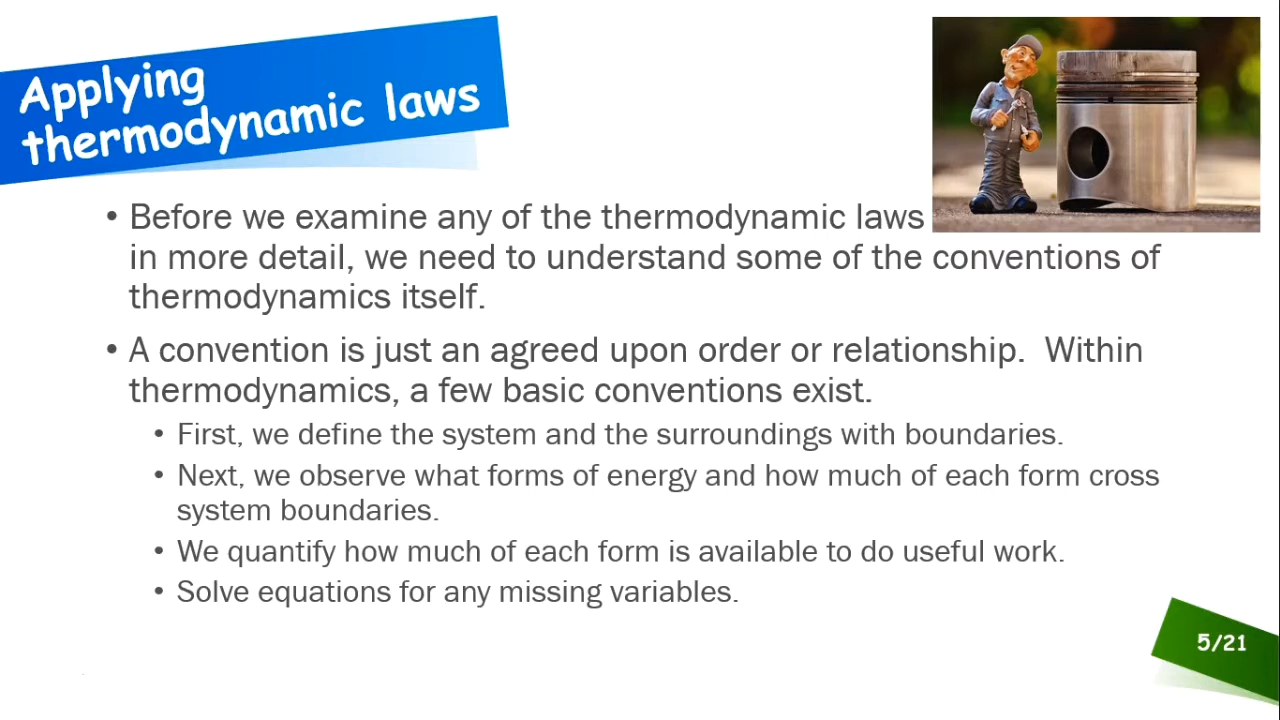 Applying
thermodynamic laws
• Before we examine any of the thermodynamic laws
in more detail, we need to understand some of the conventions of
thermodynamics itself.
• A convention is just an agreed upon order or relationship.  Within
thermodynamics, a few basic conventions exist.
• First, we define the system and the surroundings with boundaries.
• Next, we observe what forms of energy and how much of each form cross
system boundaries.
• We quantify how much of each form is available to do useful work.
• Solve equations for any missing variables.
5/21